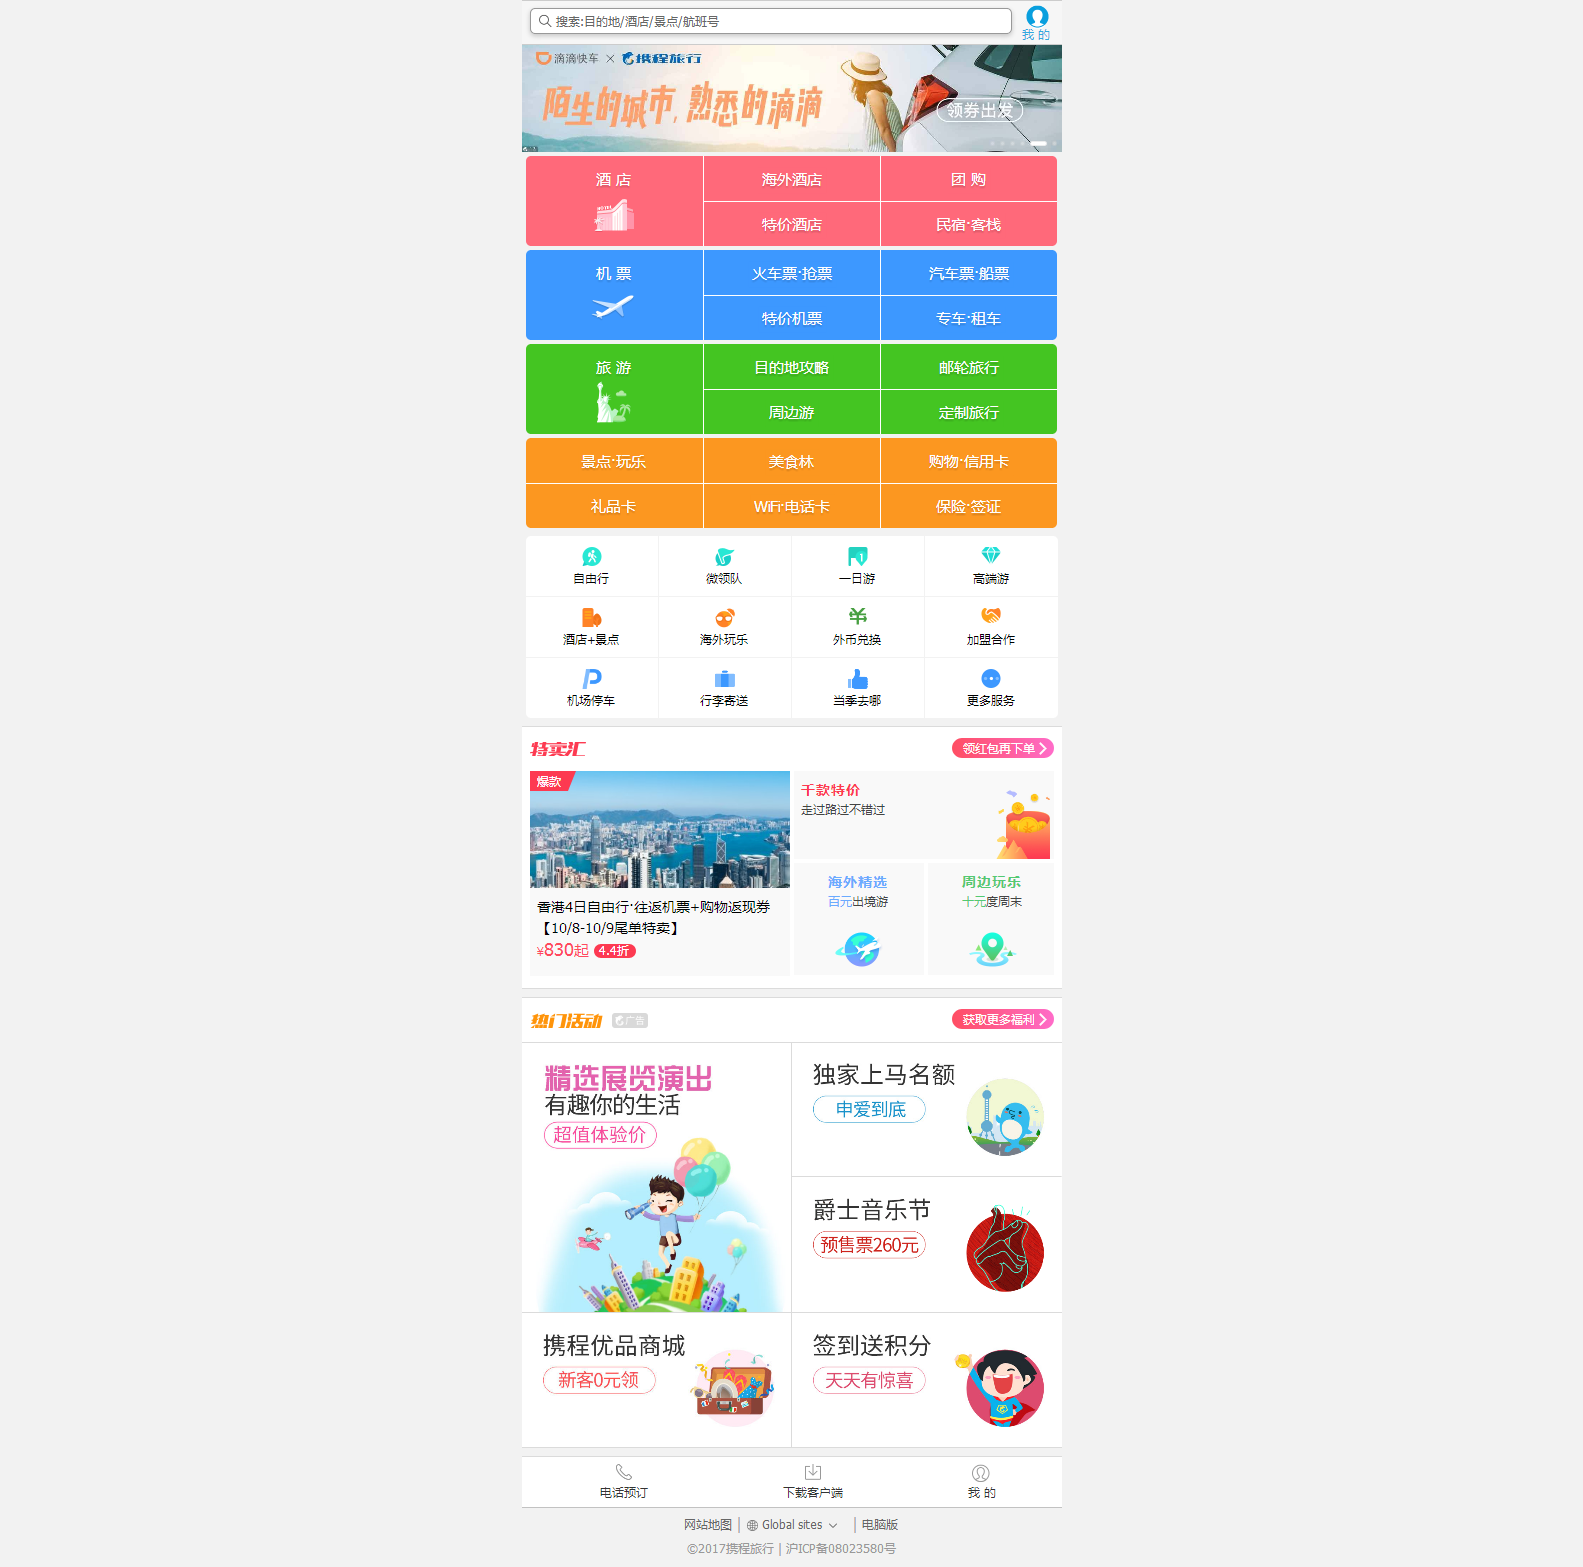 搜索:目的地/酒店/景点/航班号
我 的
滴滴快车 × 携程旅行
陌生的城市,熟悉的滴滴
领券出发
酒 店
HOTEL
海外酒店
团 购
特价酒店
民宿·客栈
机 票
火车票·抢票
汽车票·船票
特价机票
专车·租车
旅 游
目的地攻略
邮轮旅行
周边游
定制旅行
景点·玩乐
美食林
购物·信用卡
礼品卡
WiFi·电话卡
保险·签证
自由行
微领队
1
一日游
高端游
酒店+景点
海外玩乐
外币兑换
加盟合作
机场停车
行李寄送
当季去哪
更多服务
特卖汇
领红包再下单
爆款
香港4日自由行·往返机票+购物返现券
【10/8-10/9尾单特卖】
¥830起 4.4折
千款特价
走过路过不错过
海外精选
百元出境游
周边玩乐
十元度周末
热门活动
广告
获取更多福利
精选展览演出
有趣你的生活
超值体验价
独家上马名额
申爱到底
爵士音乐节
预售票260元
携程优品商城
新客0元领
签到送积分
天天有惊喜
电话预订
下载客户端
我 的
网站地图 | Global sites | 电脑版
©2017携程旅行 | 沪ICP备08023580号